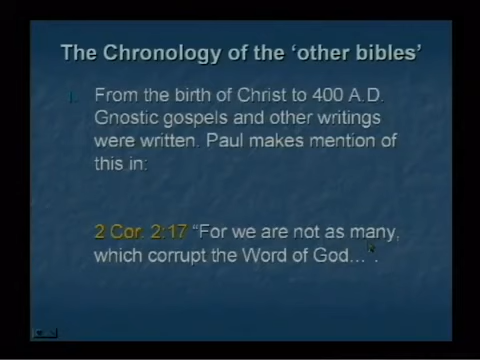 The Chronology of the 'other bibles'
From the birth of Christ to 400 A.D.
Gnostic gospels and other writings
were written. Paul makes mention of
this in:
2 Cor. 2:17 "For we are not as many,
which corrupt the Word of God…".